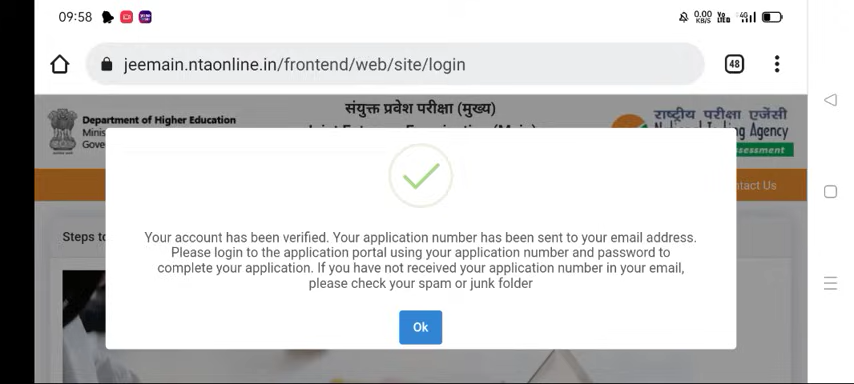 09:58
0.00 KB/S
4G
jeemain.ntaonline.in/frontend/web/site/login
48
Department of Higher Education
संयुक्त प्रवेश परीक्षा (मुख्य)
राष्ट्रीय परीक्षा एजेंसी
Your account has been verified. Your application number has been sent to your email address.
Please login to the application portal using your application number and password to
complete your application. If you have not received your application number in your email,
please check your spam or junk folder
Ok
Steps